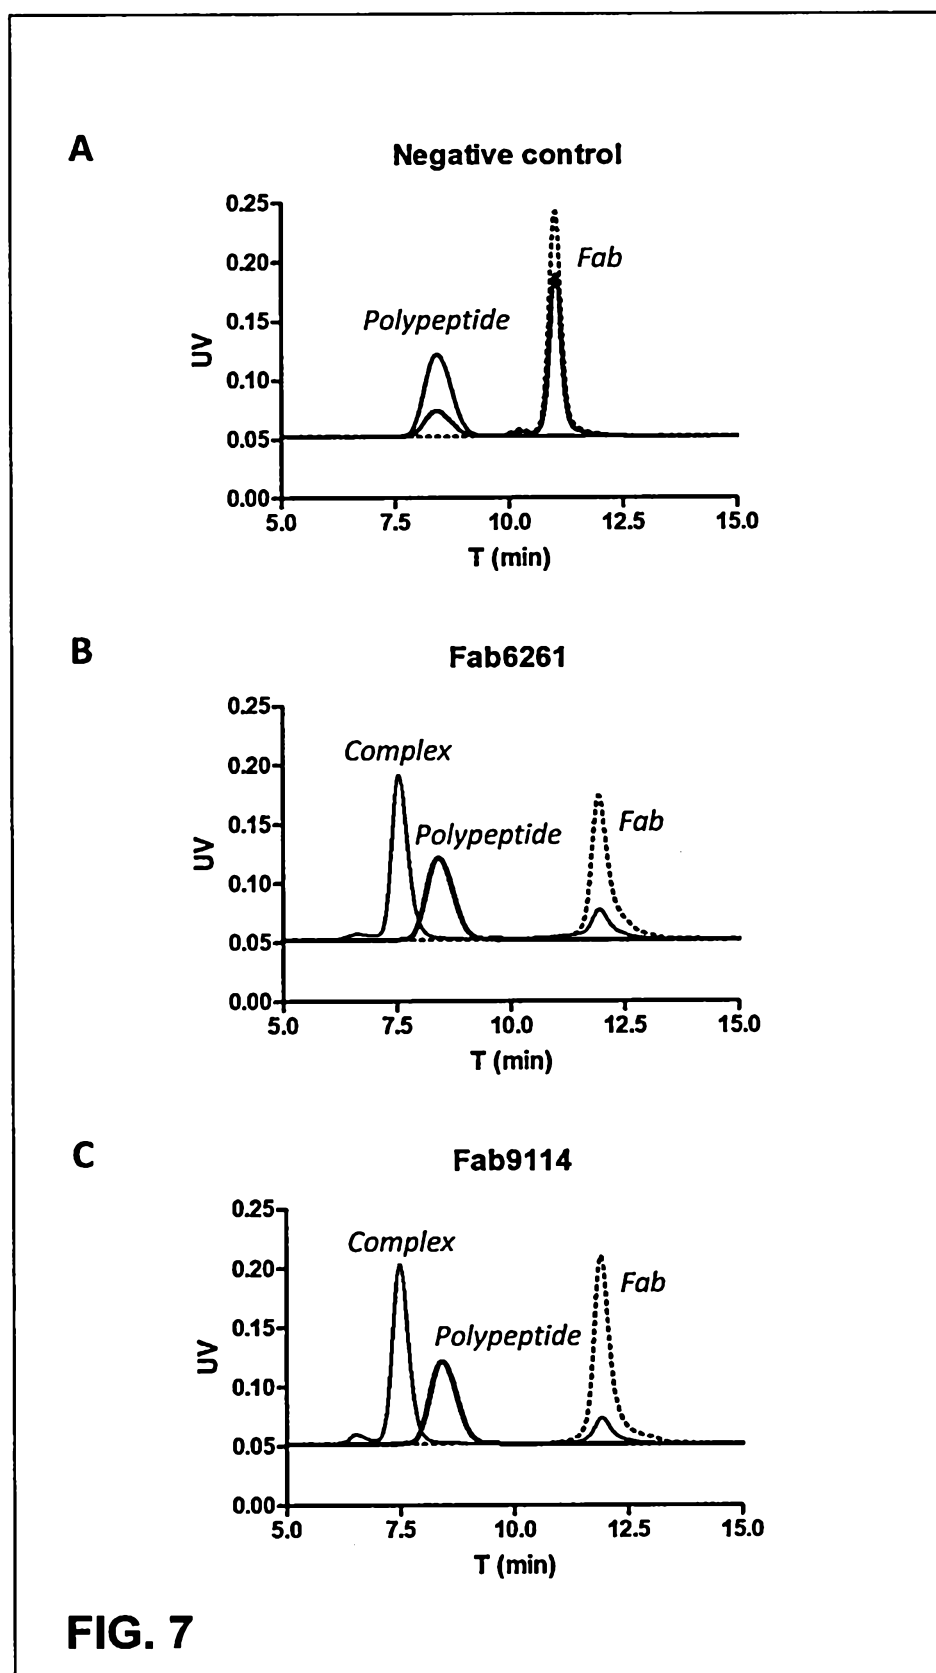 A
Negative control
0.25
Fab
0.20
Polypeptide
0.15
UV
0.10
0.05
0.00
5.0 7.5 10.0 12.5 15.0
T (min)
B
Fab6261
0.25
Complex
0.20
Polypeptide
Fab
0.15
UV
0.10
0.05
0.00
5.0 7.5 10.0 12.5 15.0
T (min)
C
Fab9114
0.25
Complex
0.20
Fab
Polypeptide
0.15
UV
0.10
0.05
0.00
5.0 7.5 10.0 12.5 15.0
T (min)
FIG. 7